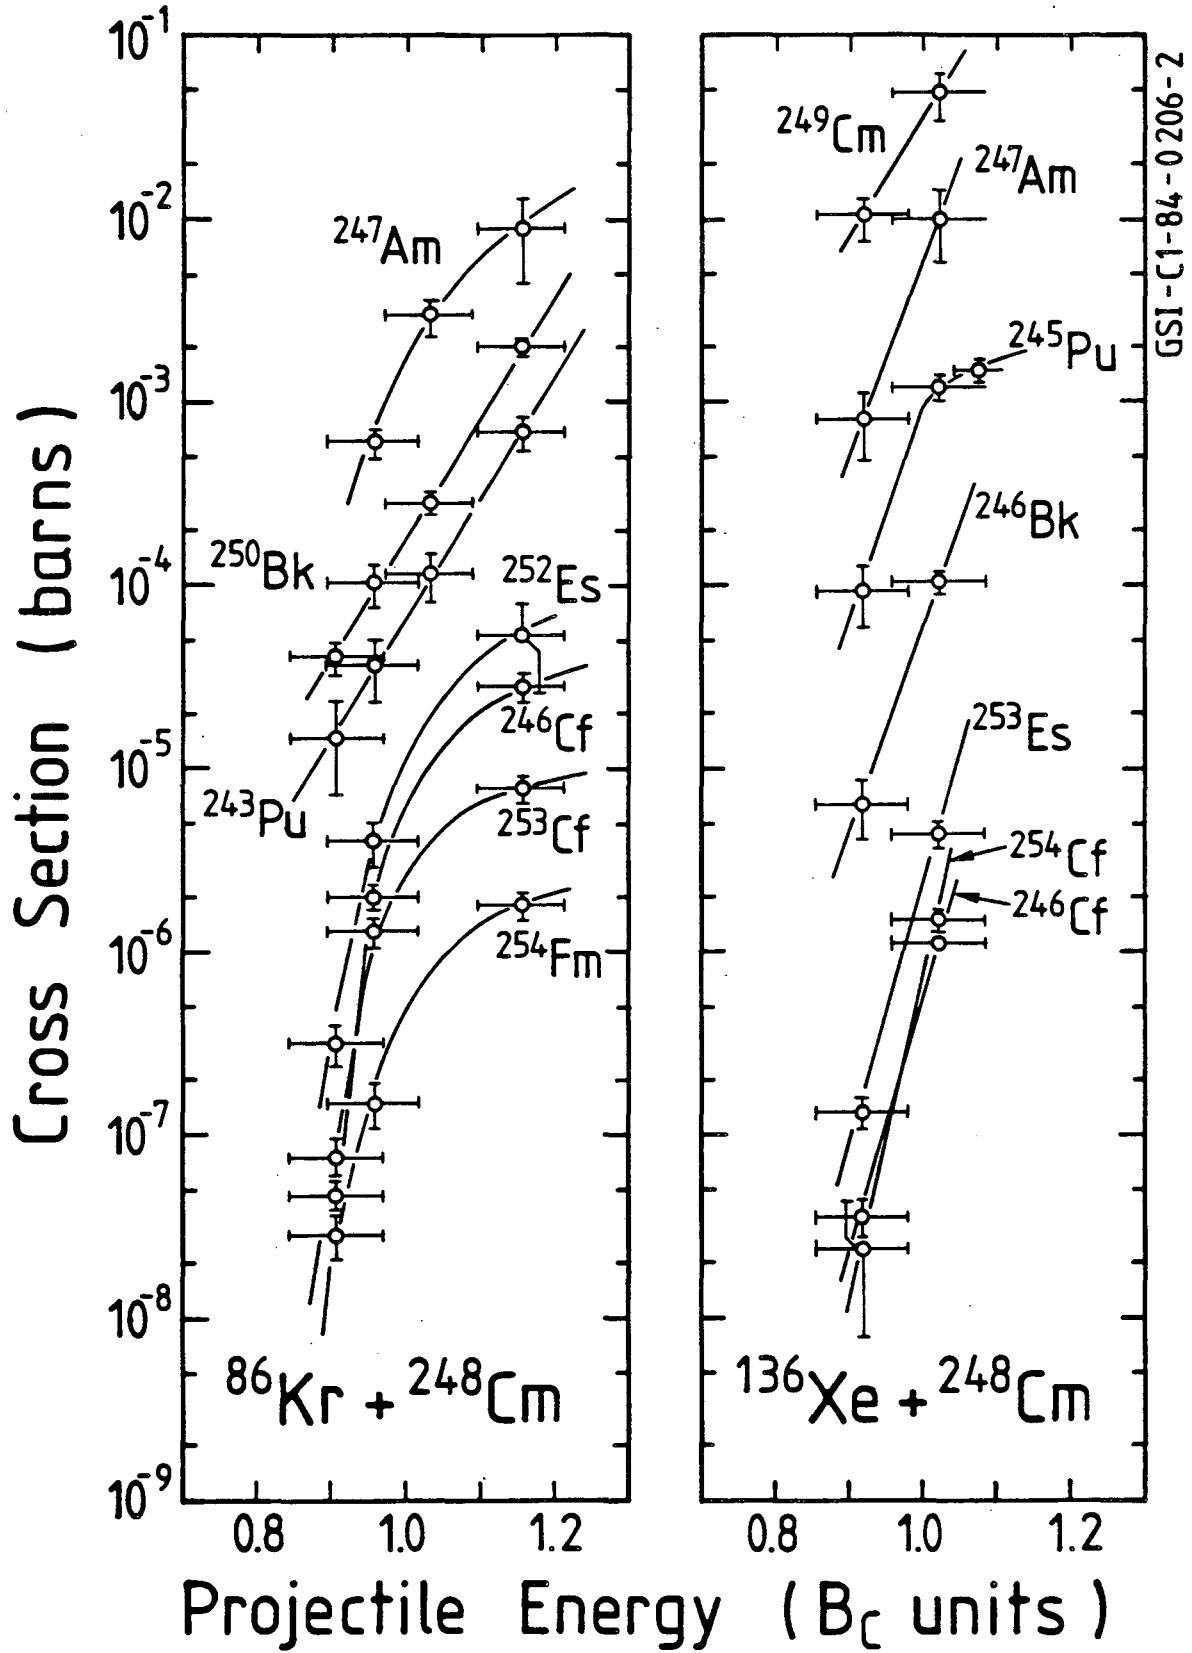 Cross Section (barns)
10⁻¹
10⁻²
10⁻³
10⁻⁴
10⁻⁵
10⁻⁶
10⁻⁷
10⁻⁸
10⁻⁹
²⁴⁷Am
²⁵⁰Bk
²⁵²Es
²⁴⁶Cf
²⁴³Pu
²⁵³Cf
²⁵⁴Fm
⁸⁶Kr + ²⁴⁸Cm
0.8 1.0 1.2
²⁴⁹Cm
²⁴⁷Am
²⁴⁵Pu
²⁴⁶Bk
²⁵³Es
²⁵⁴Cf
²⁴⁶Cf
¹³⁶Xe + ²⁴⁸Cm
0.8 1.0 1.2
GSI-C1-84-0206-2
Projectile Energy (B_C units)